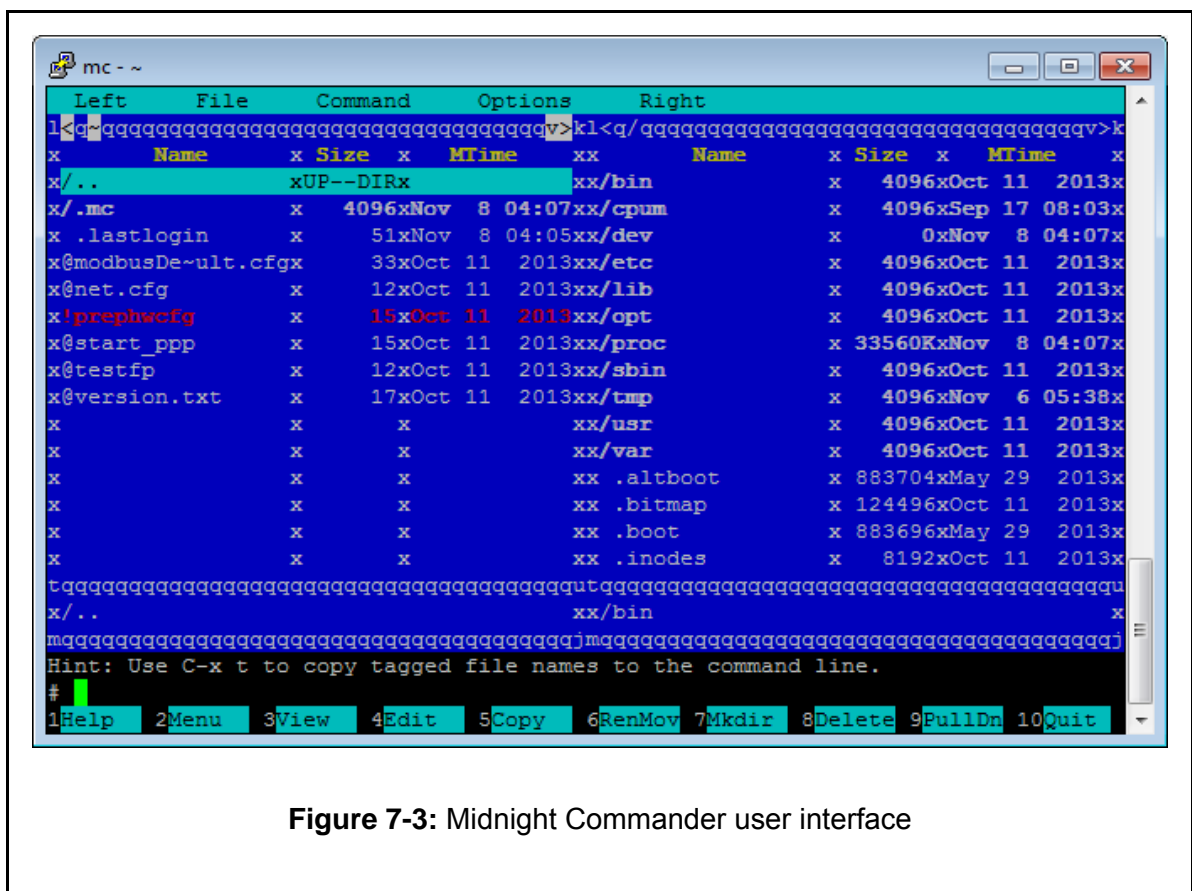 mc - ~
Left File Command Options Right
l<q~qqqqqqqqqqqqqqqqqqqqqqqqqqqqqqqqqv>kl<q/qqqqqqqqqqqqqqqqqqqqqqqqqqqqqqqqqv>k
x Name x Size x MTime xx Name x Size x MTime x
x/.. xUP--DIRx xx/bin x 4096xOct 11 2013x
x/.mc x 4096xNov 8 04:07xx/cpum x 4096xSep 17 08:03x
x .lastlogin x 51xNov 8 04:05xx/dev x 0xNov 8 04:07x
x@modbusDe~ult.cfgx 33xOct 11 2013xx/etc x 4096xOct 11 2013x
x@net.cfg x 12xOct 11 2013xx/lib x 4096xOct 11 2013x
x!prephwcfg x 15xOct 11 2013xx/opt x 4096xOct 11 2013x
x@start_ppp x 15xOct 11 2013xx/proc x 33560KxNov 8 04:07x
x@testfp x 12xOct 11 2013xx/sbin x 4096xOct 11 2013x
x@version.txt x 17xOct 11 2013xx/tmp x 4096xNov 6 05:38x
x x x xx/usr x 4096xOct 11 2013x
x x x xx/var x 4096xOct 11 2013x
x x x xx .altboot x 883704xMay 29 2013x
x x x xx .bitmap x 124496xOct 11 2013x
x x x xx .boot x 883696xMay 29 2013x
x x x xx .inodes x 8192xOct 11 2013x
tqqqqqqqqqqqqqqqqqqqqqqqqqqqqqqqqqqqqqqutqqqqqqqqqqqqqqqqqqqqqqqqqqqqqqqqqqqqqqu
x/.. xx/bin x
mqqqqqqqqqqqqqqqqqqqqqqqqqqqqqqqqqqqqqqjmqqqqqqqqqqqqqqqqqqqqqqqqqqqqqqqqqqqqqqj
Hint: Use C-x t to copy tagged file names to the command line.
#
1Help 2Menu 3View 4Edit 5Copy 6RenMov 7Mkdir 8Delete 9PullDn 10Quit
Figure 7-3: Midnight Commander user interface